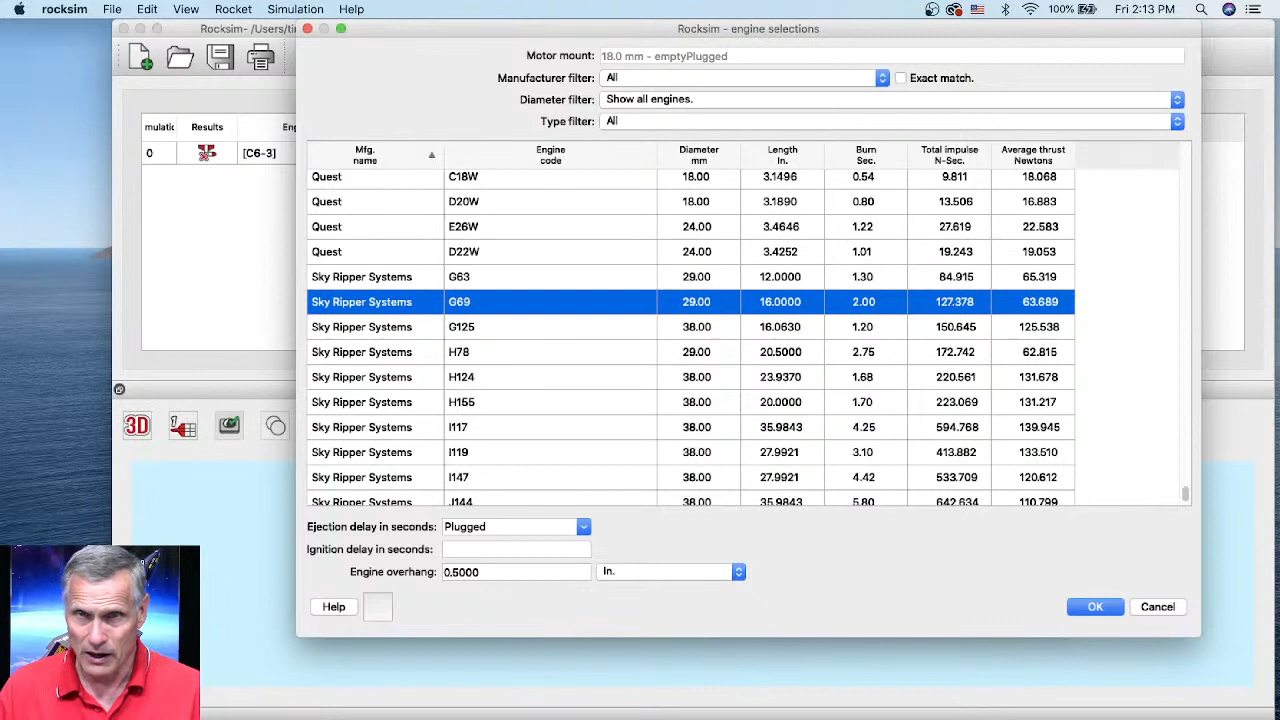 rocksim File Edit View Rocket Simulation Help 100% Fri 2:13 PM
Rocksim- /Users/ti
Rocksim - engine selections
Motor mount: 18.0 mm - emptyPlugged
Manufacturer filter: All Exact match.
Diameter filter: Show all engines.
Type filter: All
mulatio Results Eng
0 [C6-3]
Mfg. name Engine code Diameter mm Length In. Burn Sec. Total impulse N-Sec. Average thrust Newtons
Quest C18W 18.00 3.1496 0.54 9.811 18.068
Quest D20W 18.00 3.1890 0.80 13.506 16.883
Quest E26W 24.00 3.4646 1.22 27.619 22.583
Quest D22W 24.00 3.4252 1.01 19.243 19.053
Sky Ripper Systems G63 29.00 12.0000 1.30 84.915 65.319
Sky Ripper Systems G69 29.00 16.0000 2.00 127.378 63.689
Sky Ripper Systems G125 38.00 16.0630 1.20 150.645 125.538
Sky Ripper Systems H78 29.00 20.5000 2.75 172.742 62.815
Sky Ripper Systems H124 38.00 23.9370 1.68 220.561 131.678
Sky Ripper Systems H155 38.00 20.0000 1.70 223.069 131.217
Sky Ripper Systems I117 38.00 35.9843 4.25 594.768 139.945
Sky Ripper Systems I119 38.00 27.9921 3.10 413.882 133.510
Sky Ripper Systems I147 38.00 27.9921 4.42 533.709 120.612
Sky Ripper Systems J144 38.00 35.9843 5.80 642.634 110.799
3D
Ejection delay in seconds: Plugged
Ignition delay in seconds:
Engine overhang: 0.5000 In.
Help OK Cancel